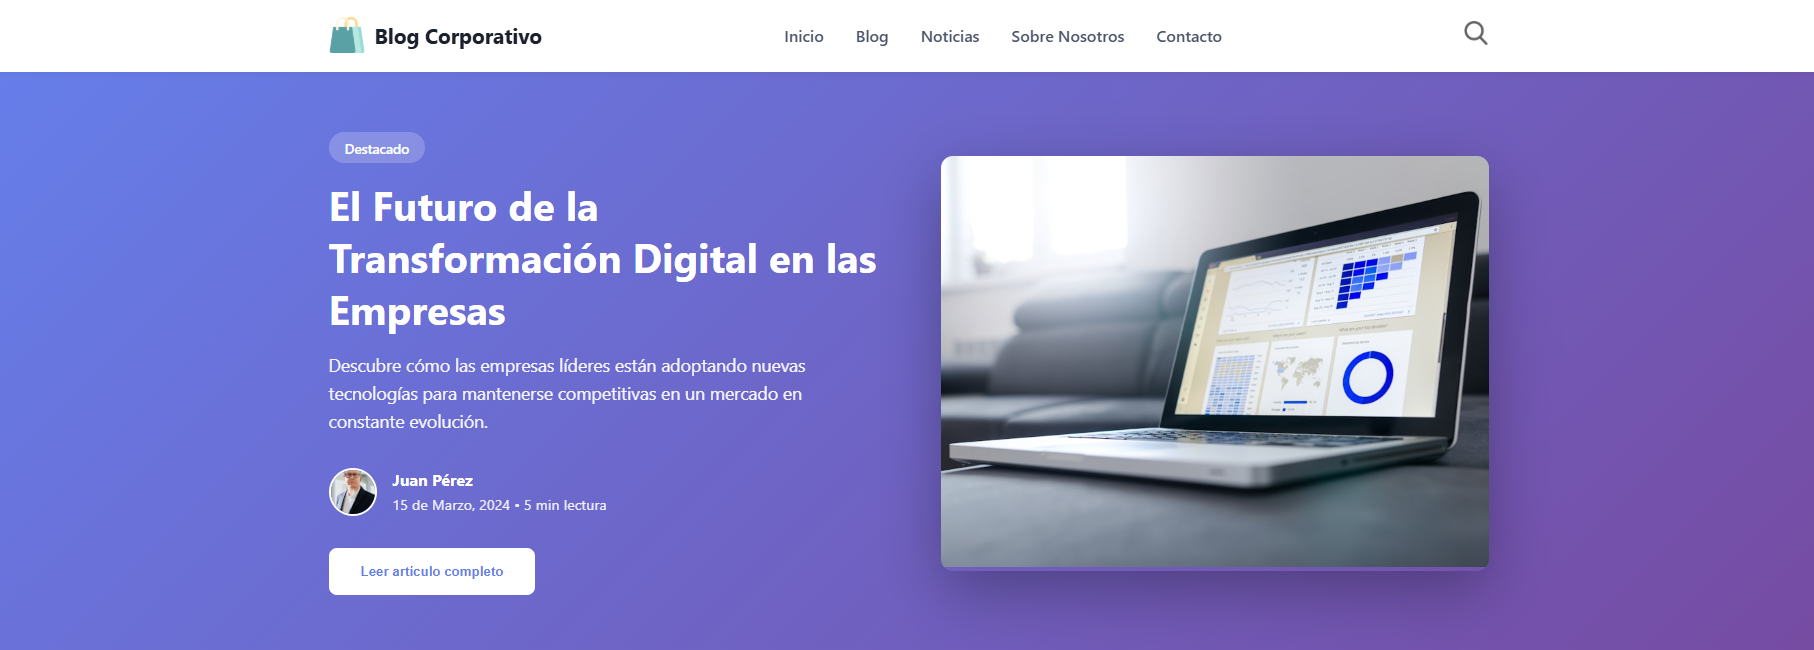 Blog Corporativo
Inicio
Blog
Noticias
Sobre Nosotros
Contacto
Destacado
El Futuro de la
Transformación Digital en las
Empresas
Descubre cómo las empresas líderes están adoptando nuevas
tecnologías para mantenerse competitivas en un mercado en
constante evolución.
Juan Pérez
15 de Marzo, 2024 • 5 min lectura
Leer artículo completo